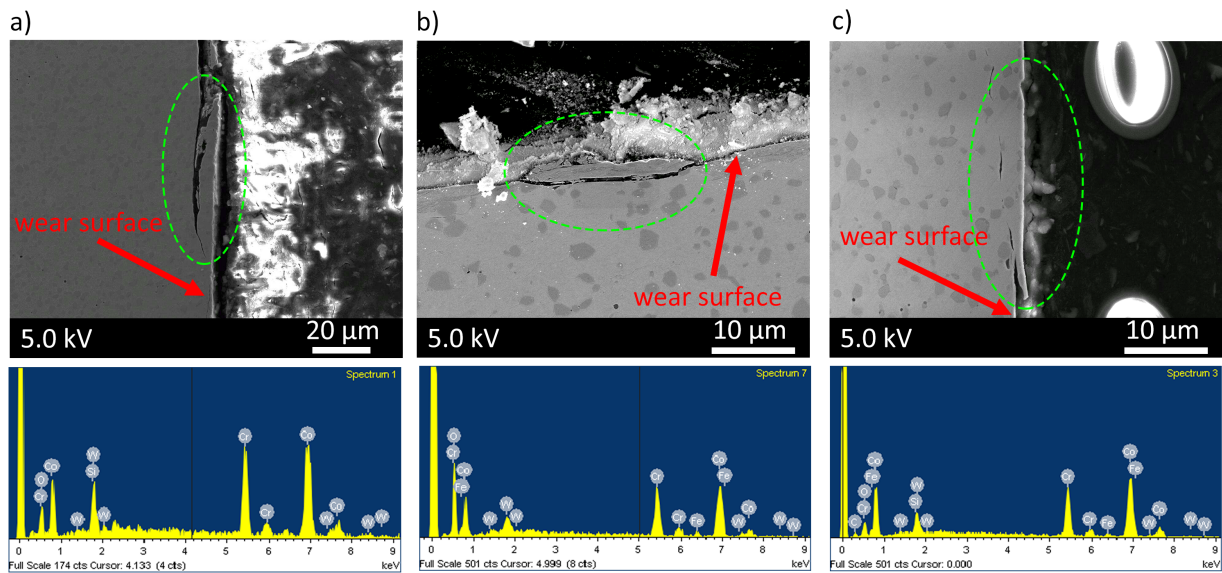 a)
b)
c)
wear surface
wear surface
wear surface
5.0 kV
20 µm
5.0 kV
10 µm
5.0 kV
10 µm
Spectrum 1
O
Cr
Co
W
W
Si
W
Cr
Cr
Co
W
Co
W
W
0 1 2 3 4 5 6 7 8 9
Full Scale 174 cts Cursor: 4.133 (4 cts)
keV
Spectrum 7
O
Cr
Co
Fe
W
W
W
Cr
Cr
Fe
Co
Fe
W
Co
W
W
0 1 2 3 4 5 6 7 8 9
Full Scale 501 cts Cursor: 4.999 (8 cts)
keV
Spectrum 3
C
O
Cr
Co
Fe
W
W
Si
W
Cr
Cr
Fe
Co
Fe
W
Co
W
W
0 1 2 3 4 5 6 7 8 9
Full Scale 501 cts Cursor: 0.000
keV